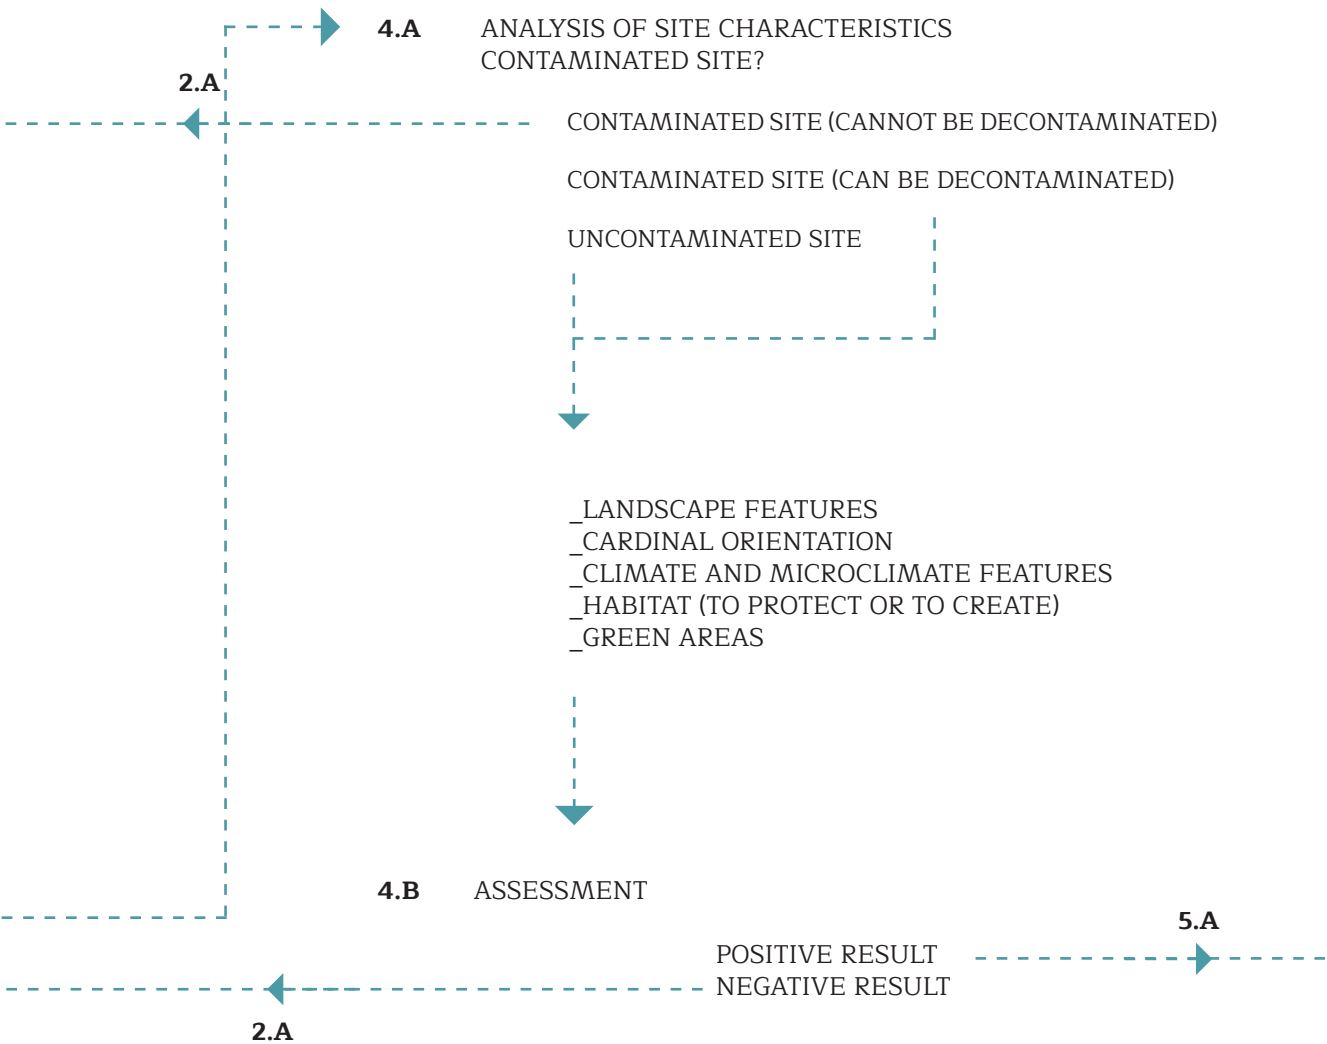 4.A ANALYSIS OF SITE CHARACTERISTICS
CONTAMINATED SITE?
2.A
CONTAMINATED SITE (CANNOT BE DECONTAMINATED)
CONTAMINATED SITE (CAN BE DECONTAMINATED)
UNCONTAMINATED SITE
_LANDSCAPE FEATURES
_CARDINAL ORIENTATION
_CLIMATE AND MICROCLIMATE FEATURES
_HABITAT (TO PROTECT OR TO CREATE)
_GREEN AREAS
4.B ASSESSMENT
5.A
POSITIVE RESULT
NEGATIVE RESULT
2.A